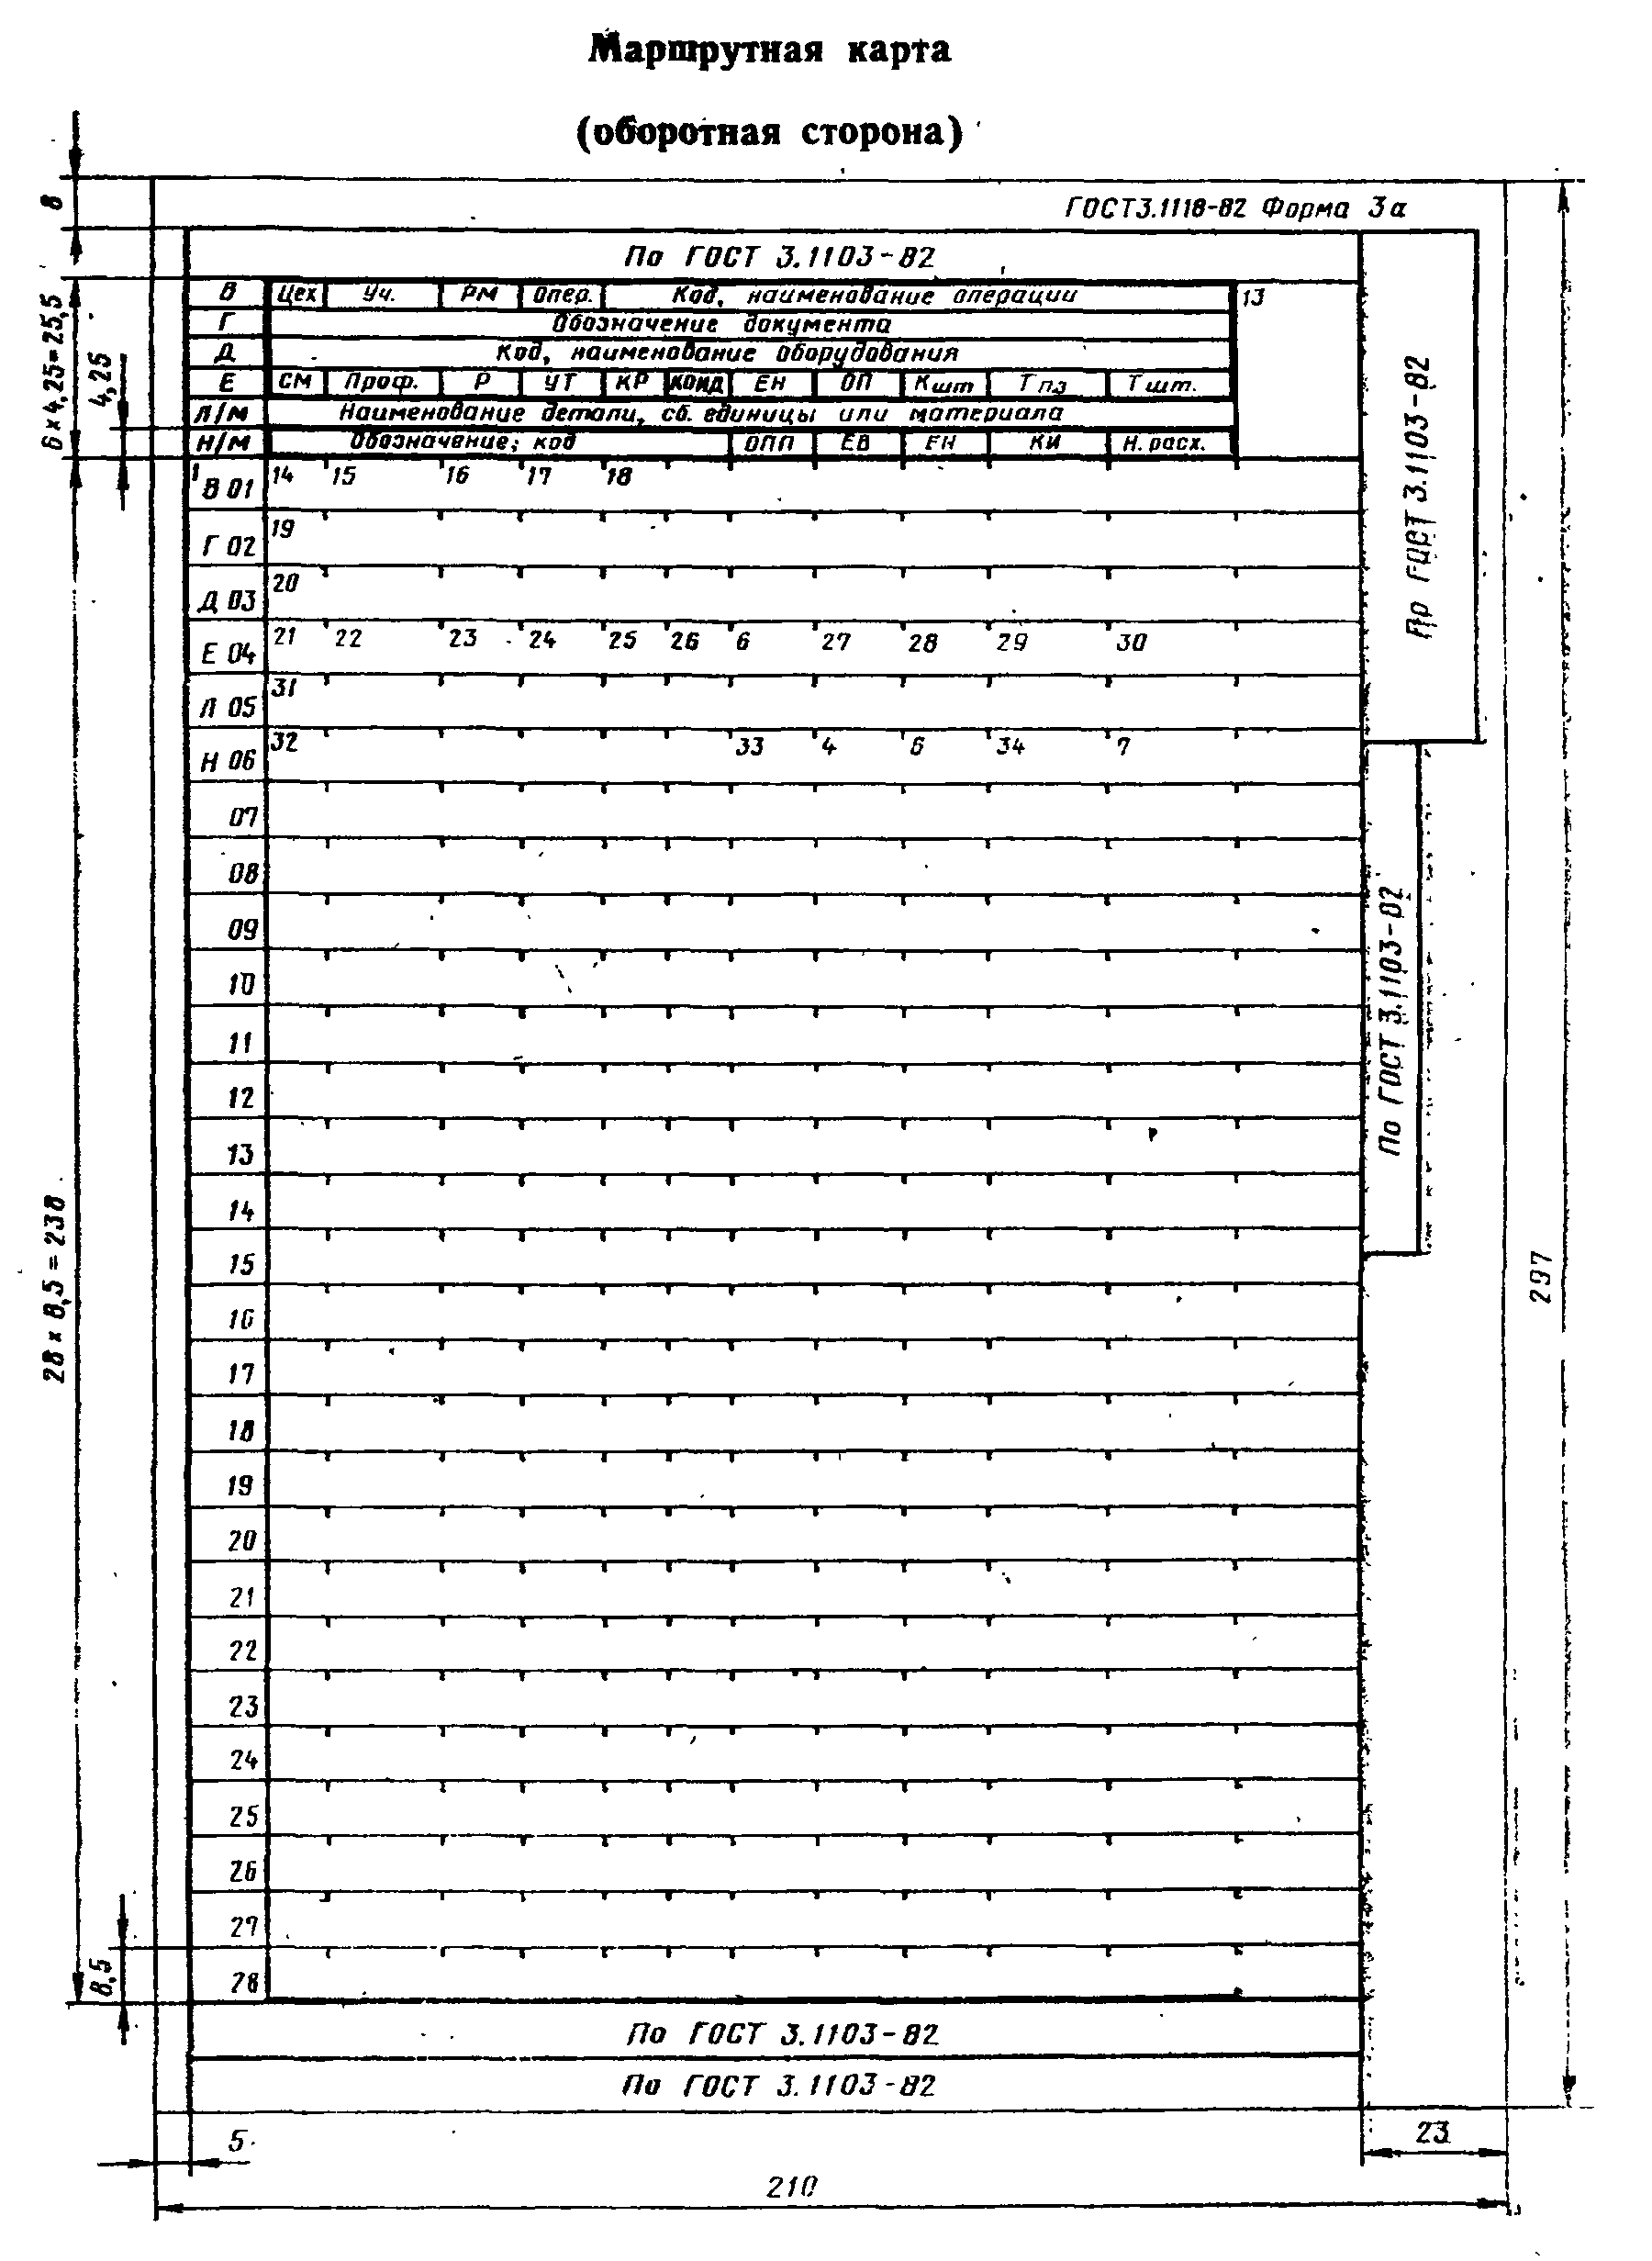 Маршрутная карта
(оборотная сторона)
ГОСТ3.1118-82 Форма 3а
8
По ГОСТ 3.1103-82
6×4,25=25,5
4,25
В Цех Уч. РМ Опер. Код, наименование операции 13
Г Обозначение документа
Д Код, наименование оборудования
Е СМ Проф. Р УТ КР КОИД ЕН ОП Кшт Тпз Тшт.
Л/М Наименование детали, сб. единицы или материала
Н/М Обозначение, код ОПП ЕВ ЕН КИ Н.расх.
1 В 01 14 15 16 17 18
Г 02 19
Д 03 20
Е 04 21 22 23 24 25 26 6 27 28 29 30
Л 05 31
Н 06 32 33 4 6 34 7
07
08
09
10
11
12
13
14
15
16
17
18
19
20
21
22
23
24
25
26
27
28
По ГОСТ 3.1103-82
По ГОСТ 3.1103-82
28×8,5=238
8,5
По ГОСТ 3.1103-82
По ГОСТ 3.1103-82
297
5
23
210